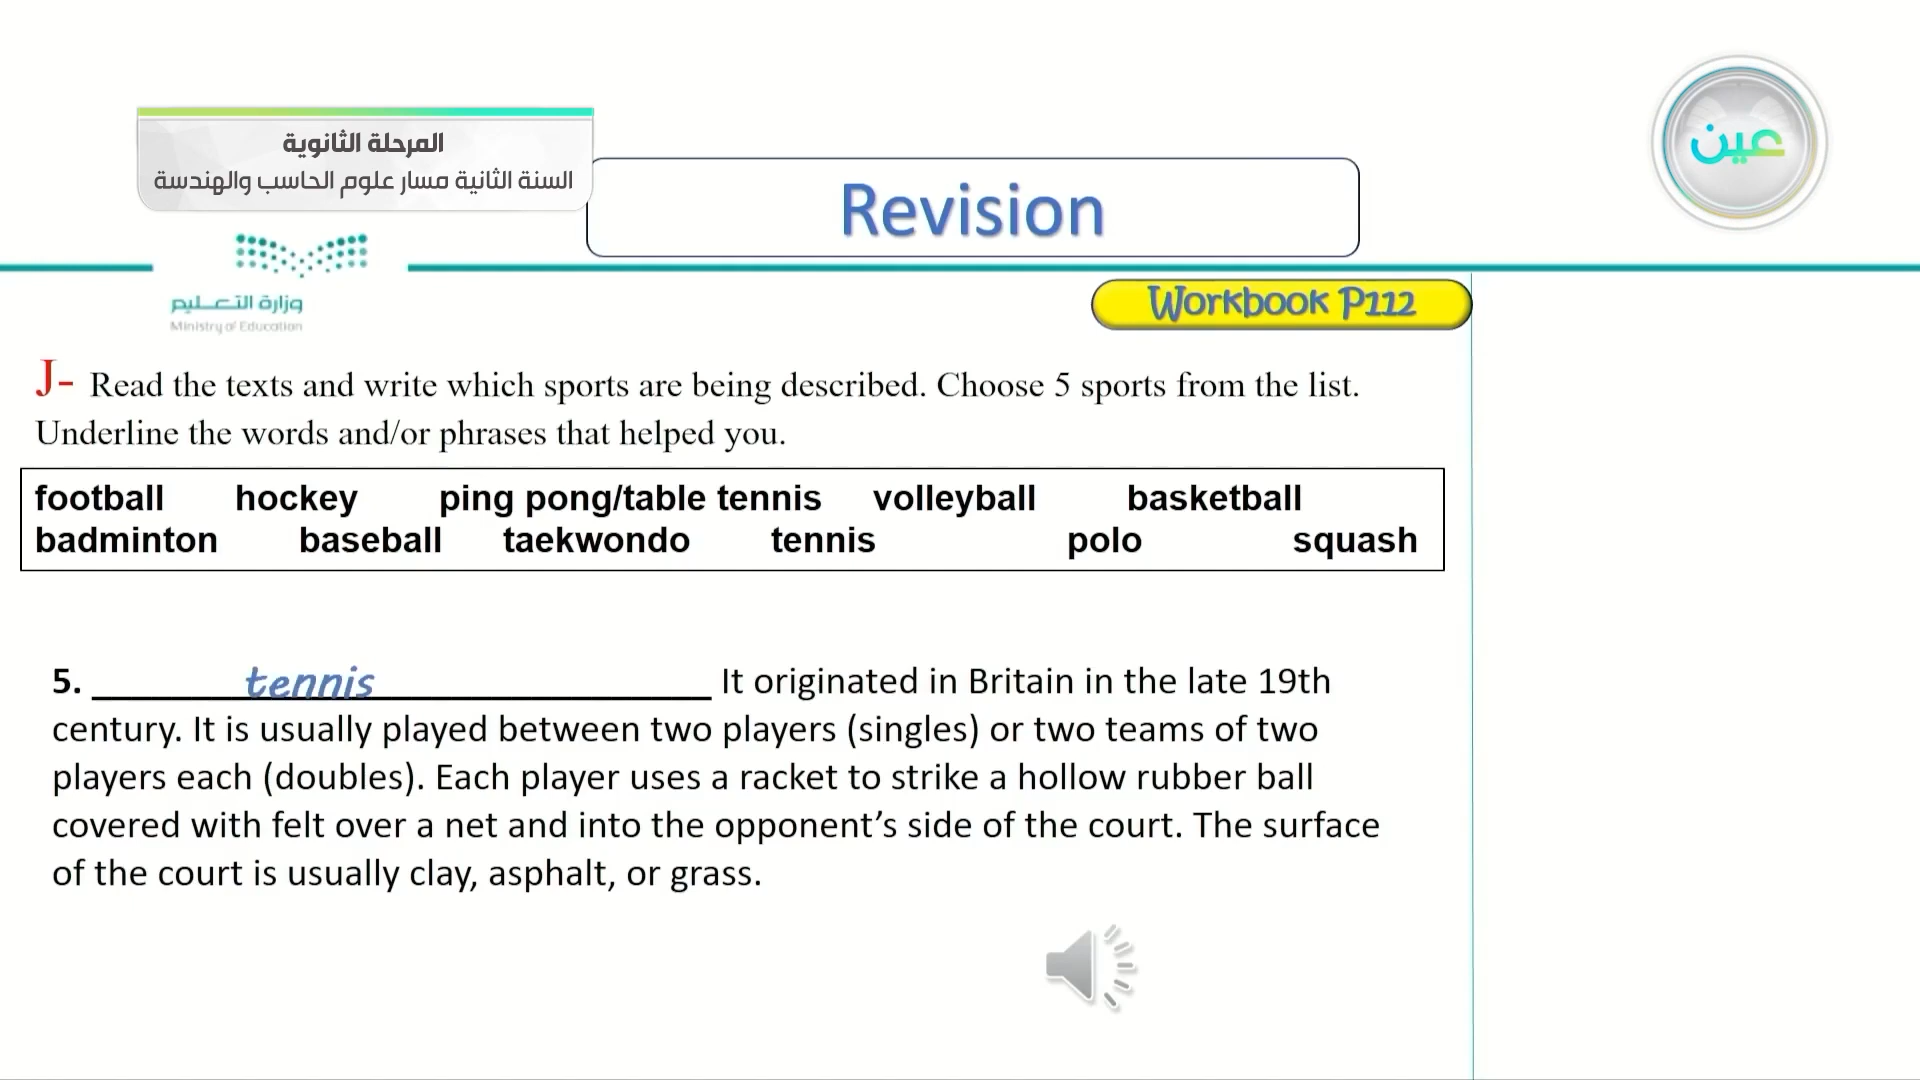 المرحلة الثانوية
السنة الثانية مسار علوم الحاسب والهندسة
عين
Revision
وزارة التعليم
Ministry of Education
Workbook P112
J- Read the texts and write which sports are being described. Choose 5 sports from the list.
Underline the words and/or phrases that helped you.
football hockey ping pong/table tennis volleyball basketball
badminton baseball taekwondo tennis polo squash
5. tennis It originated in Britain in the late 19th
century. It is usually played between two players (singles) or two teams of two
players each (doubles). Each player uses a racket to strike a hollow rubber ball
covered with felt over a net and into the opponent’s side of the court. The surface
of the court is usually clay, asphalt, or grass.